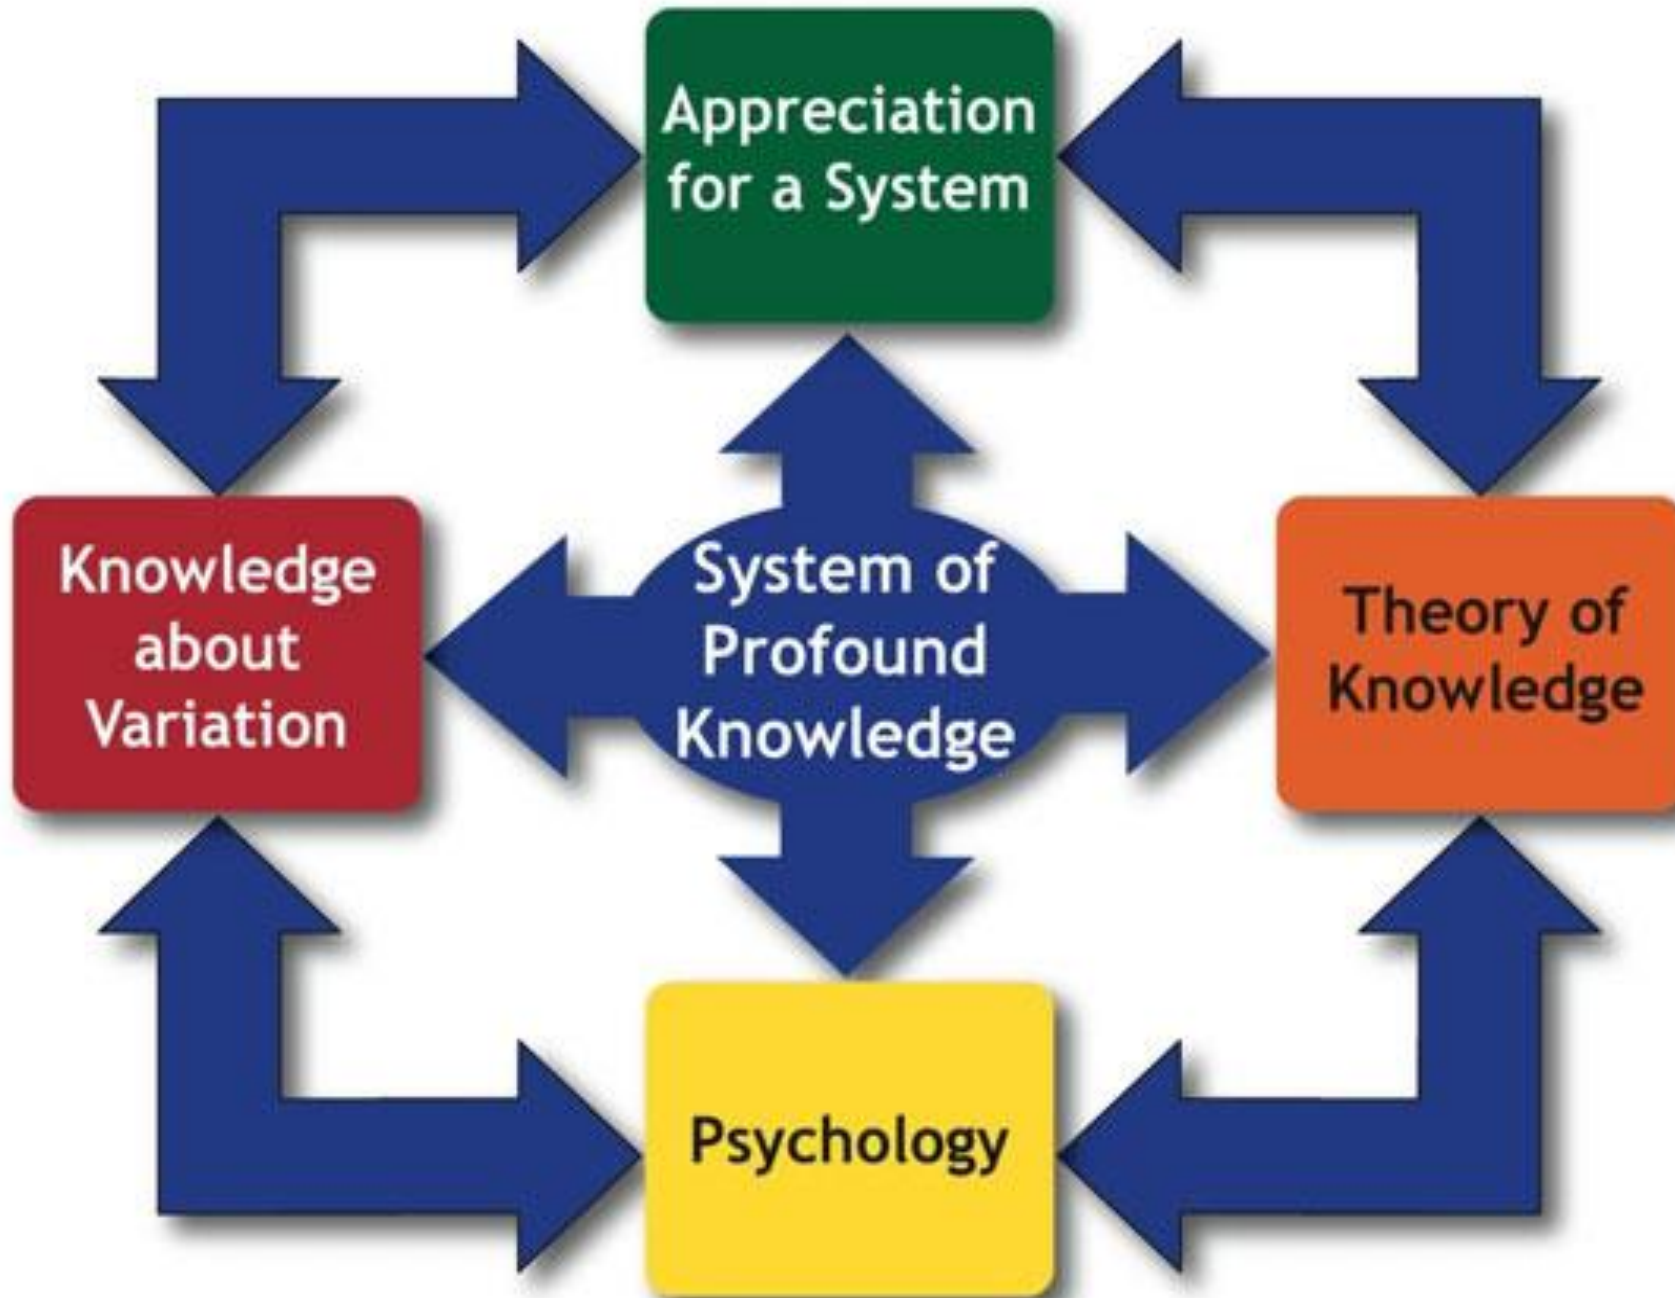 Appreciation
for a System
Knowledge
about
Variation
System of
Profound
Knowledge
Theory of
Knowledge
Psychology